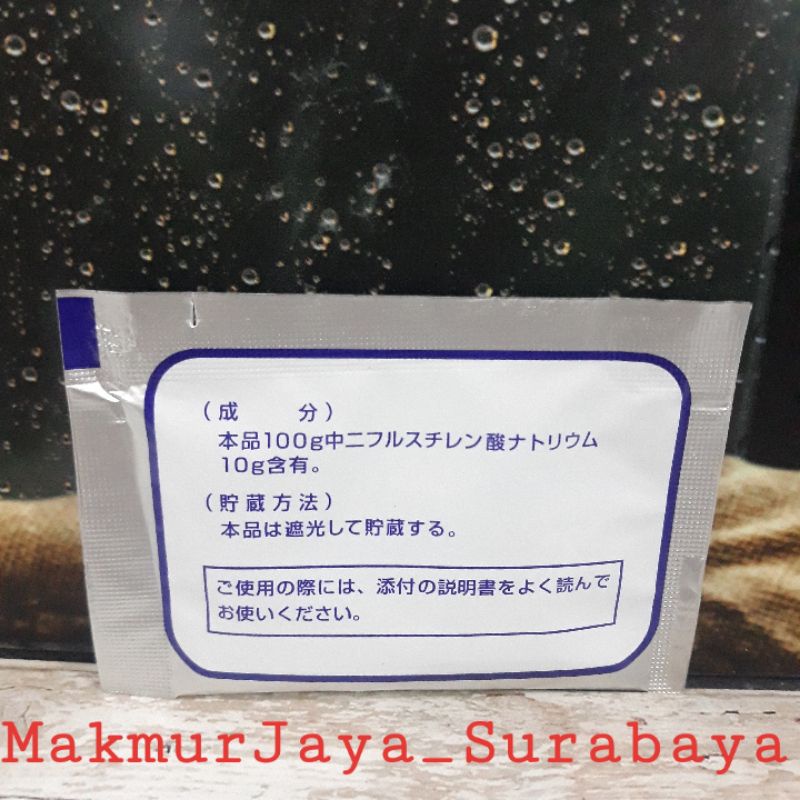 （成　　分）
本品100g中ニフルスチレン酸ナトリウム
10g含有。
（貯蔵方法）
本品は遮光して貯蔵する。
ご使用の際には、添付の説明書をよく読んで
お使いください。
MakmurJaya_Surabaya